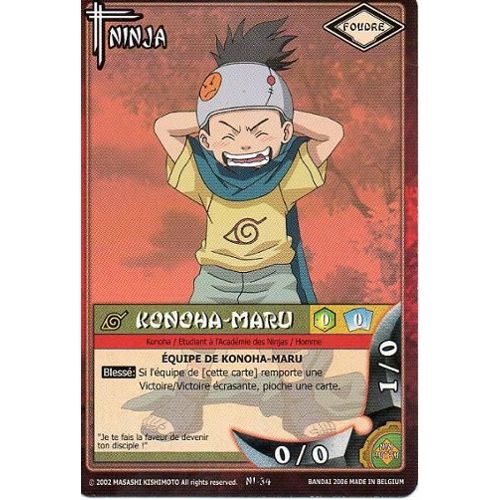 NINJA
FOUDRE
KONOHA-MARU
0
0
Konoha / Etudiant à l'Académie des Ninjas / Homme
ÉQUIPE DE KONOHA-MARU
Blessé: Si l'équipe de [cette carte] remporte une
Victoire/Victoire écrasante, pioche une carte.
1/0
"Je te fais la faveur de devenir
ton disciple !"
0/0
© 2002 MASASHI KISHIMOTO All rights reserved.
NI-34
BANDAI 2006 MADE IN BELGIUM